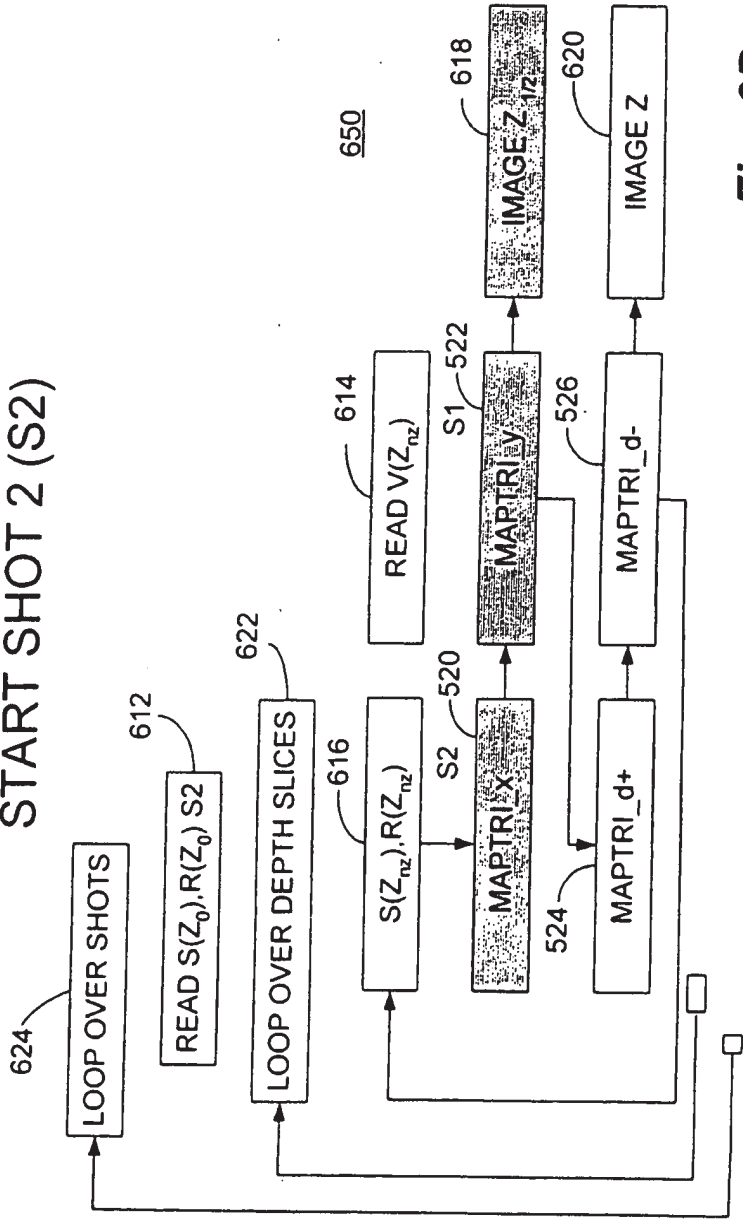 START SHOT 2 (S2)
624
LOOP OVER SHOTS
612
READ S(Z0), R(Z0) S2
622
LOOP OVER DEPTH SLICES
616
S(Znz), R(Znz)
614
READ V(Znz)
650
S2
520
MAPTRI_x
S1
522
MAPTRI_y
618
IMAGE Z 1/2
524
MAPTRI_d+
526
MAPTRI_d-
620
IMAGE Z